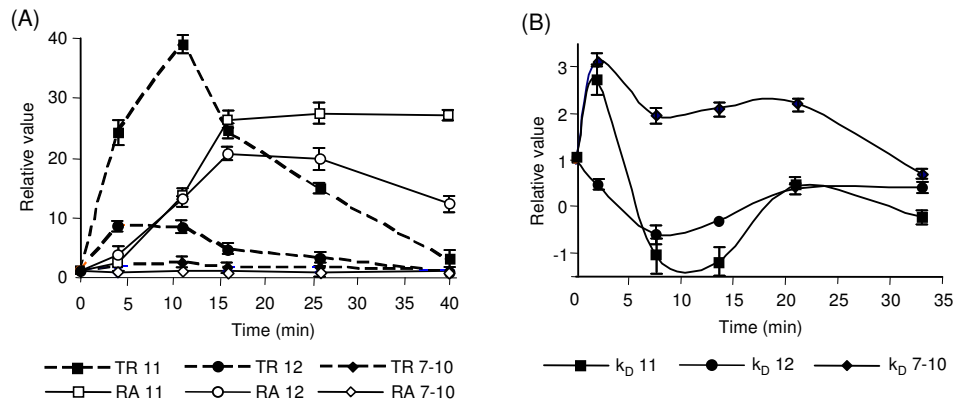 (A)
40
30
20
10
0
Relative value
0 5 10 15 20 25 30 35 40
Time (min)
TR 11 TR 12 TR 7-10
RA 11 RA 12 RA 7-10
(B)
3
2
1
0
-1
Relative value
0 5 10 15 20 25 30 35
Time (min)
kD 11 kD 12 kD 7-10